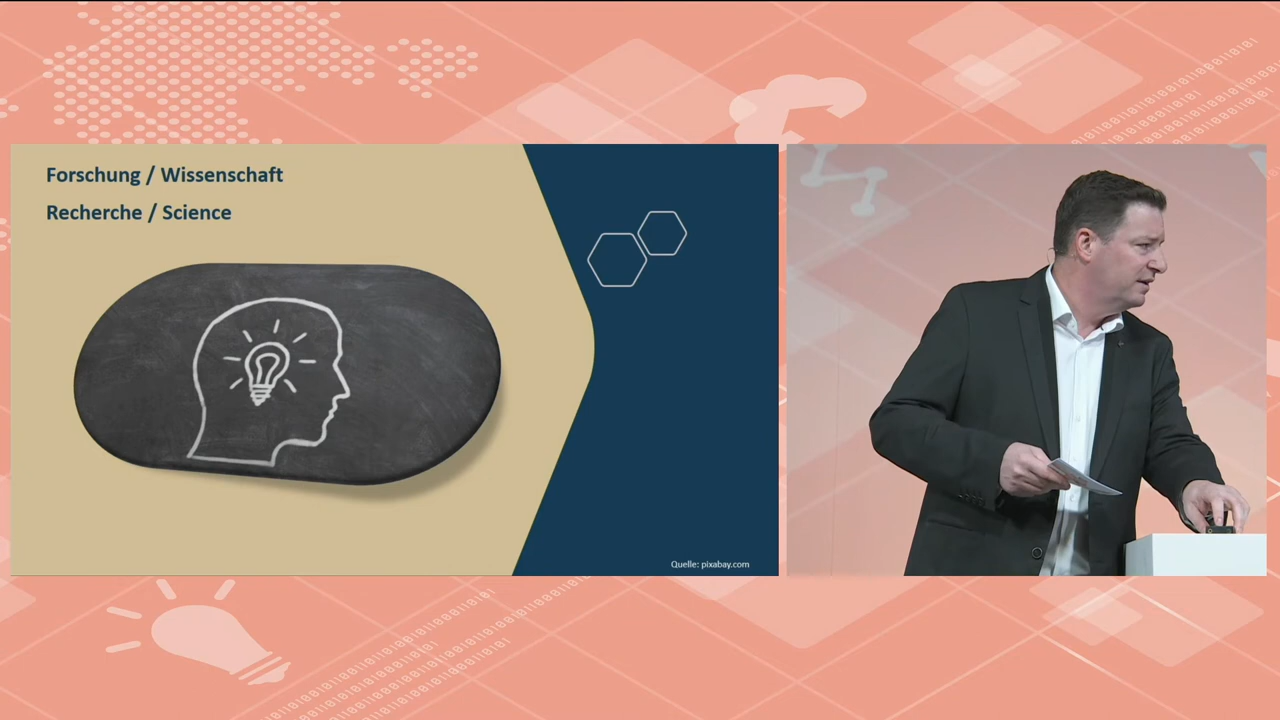 Forschung / Wissenschaft
Recherche / Science
Quelle: pixabay.com